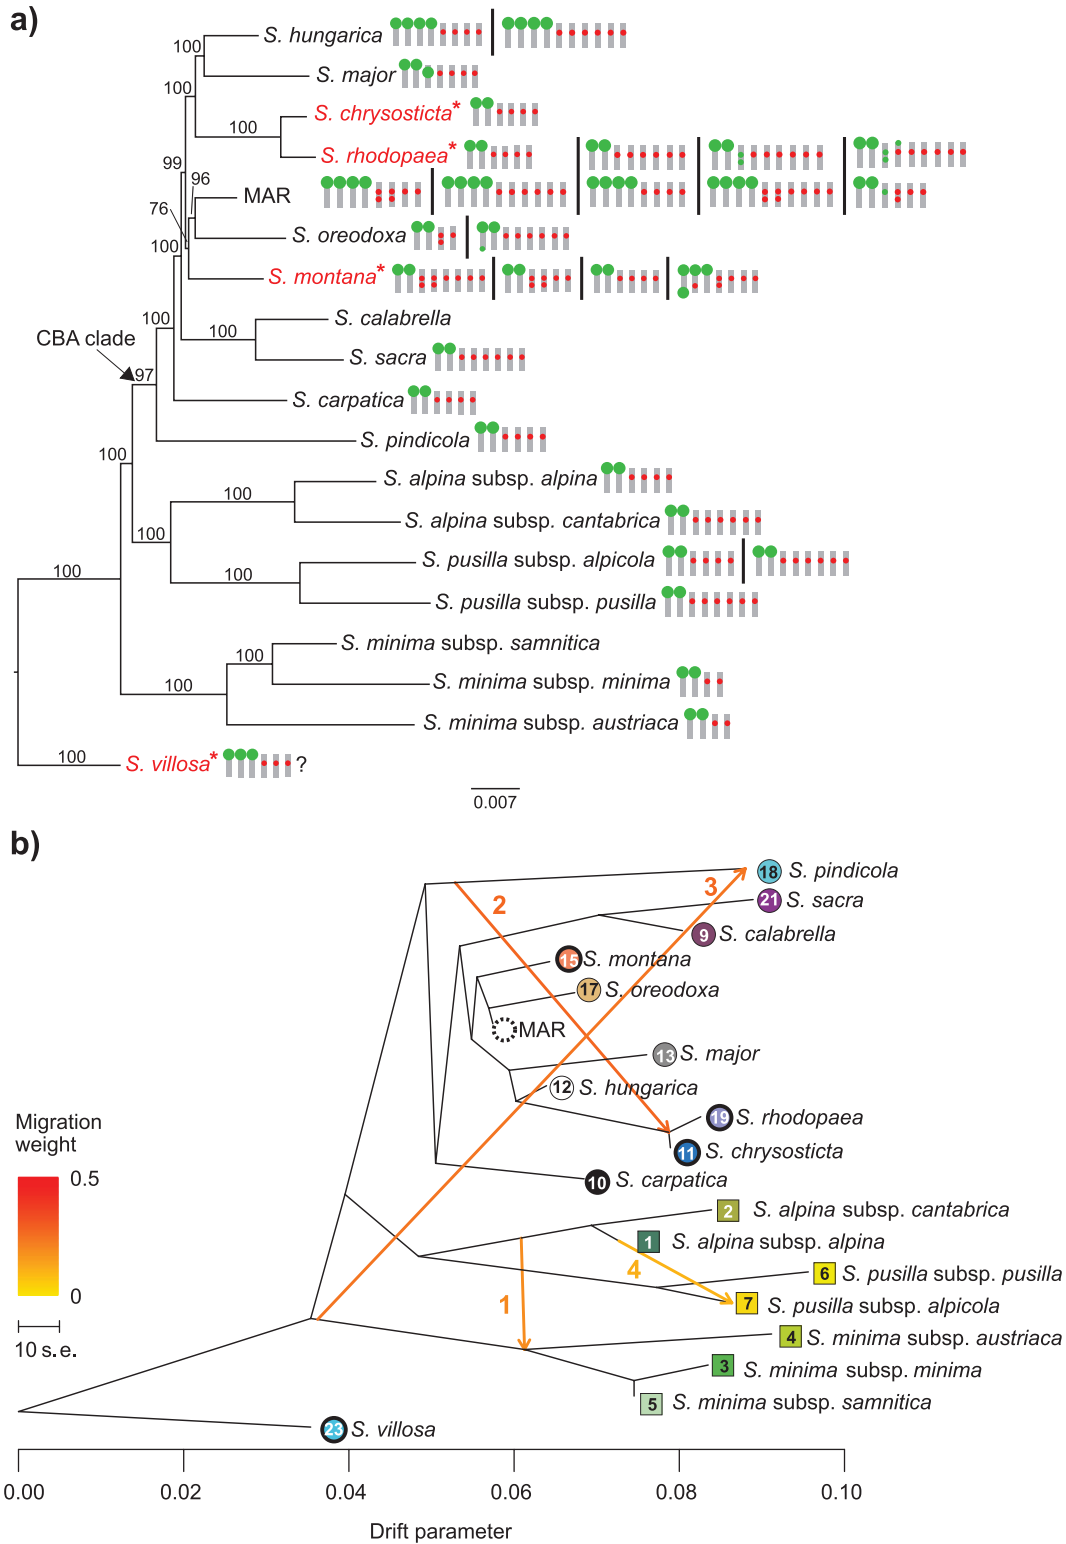 a)
100
S. hungarica
S. major
100
S. chrysosticta*
100
S. rhodopaea*
99
96
MAR
76
S. oreodoxa
100
S. montana*
S. calabrella
100
100
S. sacra
CBA clade
97
S. carpatica
S. pindicola
100
S. alpina subsp. alpina
100
S. alpina subsp. cantabrica
100
S. pusilla subsp. alpicola
100
100
S. pusilla subsp. pusilla
S. minima subsp. samnitica
100
S. minima subsp. minima
100
S. minima subsp. austriaca
100
S. villosa* ?
0.007
b)
18 S. pindicola
3
21 S. sacra
2
9 S. calabrella
15 S. montana
17 S. oreodoxa
MAR
13 S. major
12 S. hungarica
19 S. rhodopaea
11 S. chrysosticta
10 S. carpatica
Migration
weight
0.5
0
10 s.e.
2 S. alpina subsp. cantabrica
1 S. alpina subsp. alpina
4
6 S. pusilla subsp. pusilla
1
7 S. pusilla subsp. alpicola
4 S. minima subsp. austriaca
3 S. minima subsp. minima
5 S. minima subsp. samnitica
23 S. villosa
0.00 0.02 0.04 0.06 0.08 0.10
Drift parameter